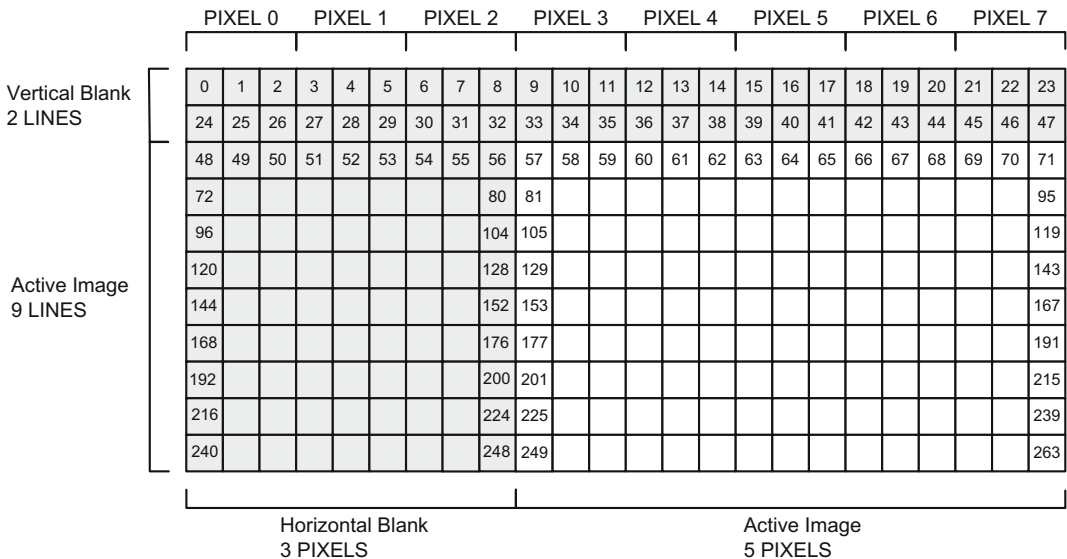 PIXEL 0 PIXEL 1 PIXEL 2 PIXEL 3 PIXEL 4 PIXEL 5 PIXEL 6 PIXEL 7
Vertical Blank
2 LINES
0 1 2 3 4 5 6 7 8 9 10 11 12 13 14 15 16 17 18 19 20 21 22 23
24 25 26 27 28 29 30 31 32 33 34 35 36 37 38 39 40 41 42 43 44 45 46 47
48 49 50 51 52 53 54 55 56 57 58 59 60 61 62 63 64 65 66 67 68 69 70 71
72 80 81 95
96 104 105 119
120 128 129 143
Active Image
9 LINES
144 152 153 167
168 176 177 191
192 200 201 215
216 224 225 239
240 248 249 263
Horizontal Blank
3 PIXELS
Active Image
5 PIXELS